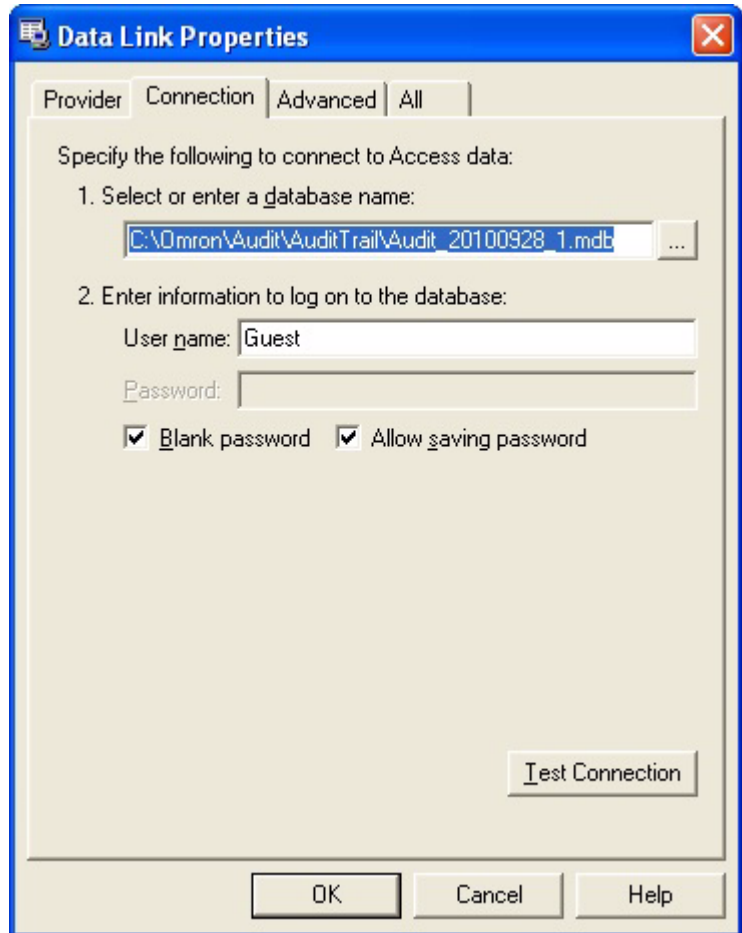 Data Link Properties
Provider Connection Advanced All
Specify the following to connect to Access data:
1. Select or enter a database name:
C:\Omron\Audit\AuditTrail\Audit_20100928_1.mdb ...
2. Enter information to log on to the database:
User name: Guest
Password:
Blank password Allow saving password
Test Connection
OK Cancel Help